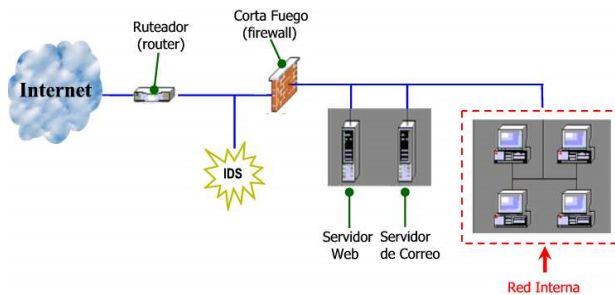 Corta Fuego
(firewall)
Ruteador
(router)
Internet
IDS
Servidor
Web
Servidor
de Correo
Red Interna